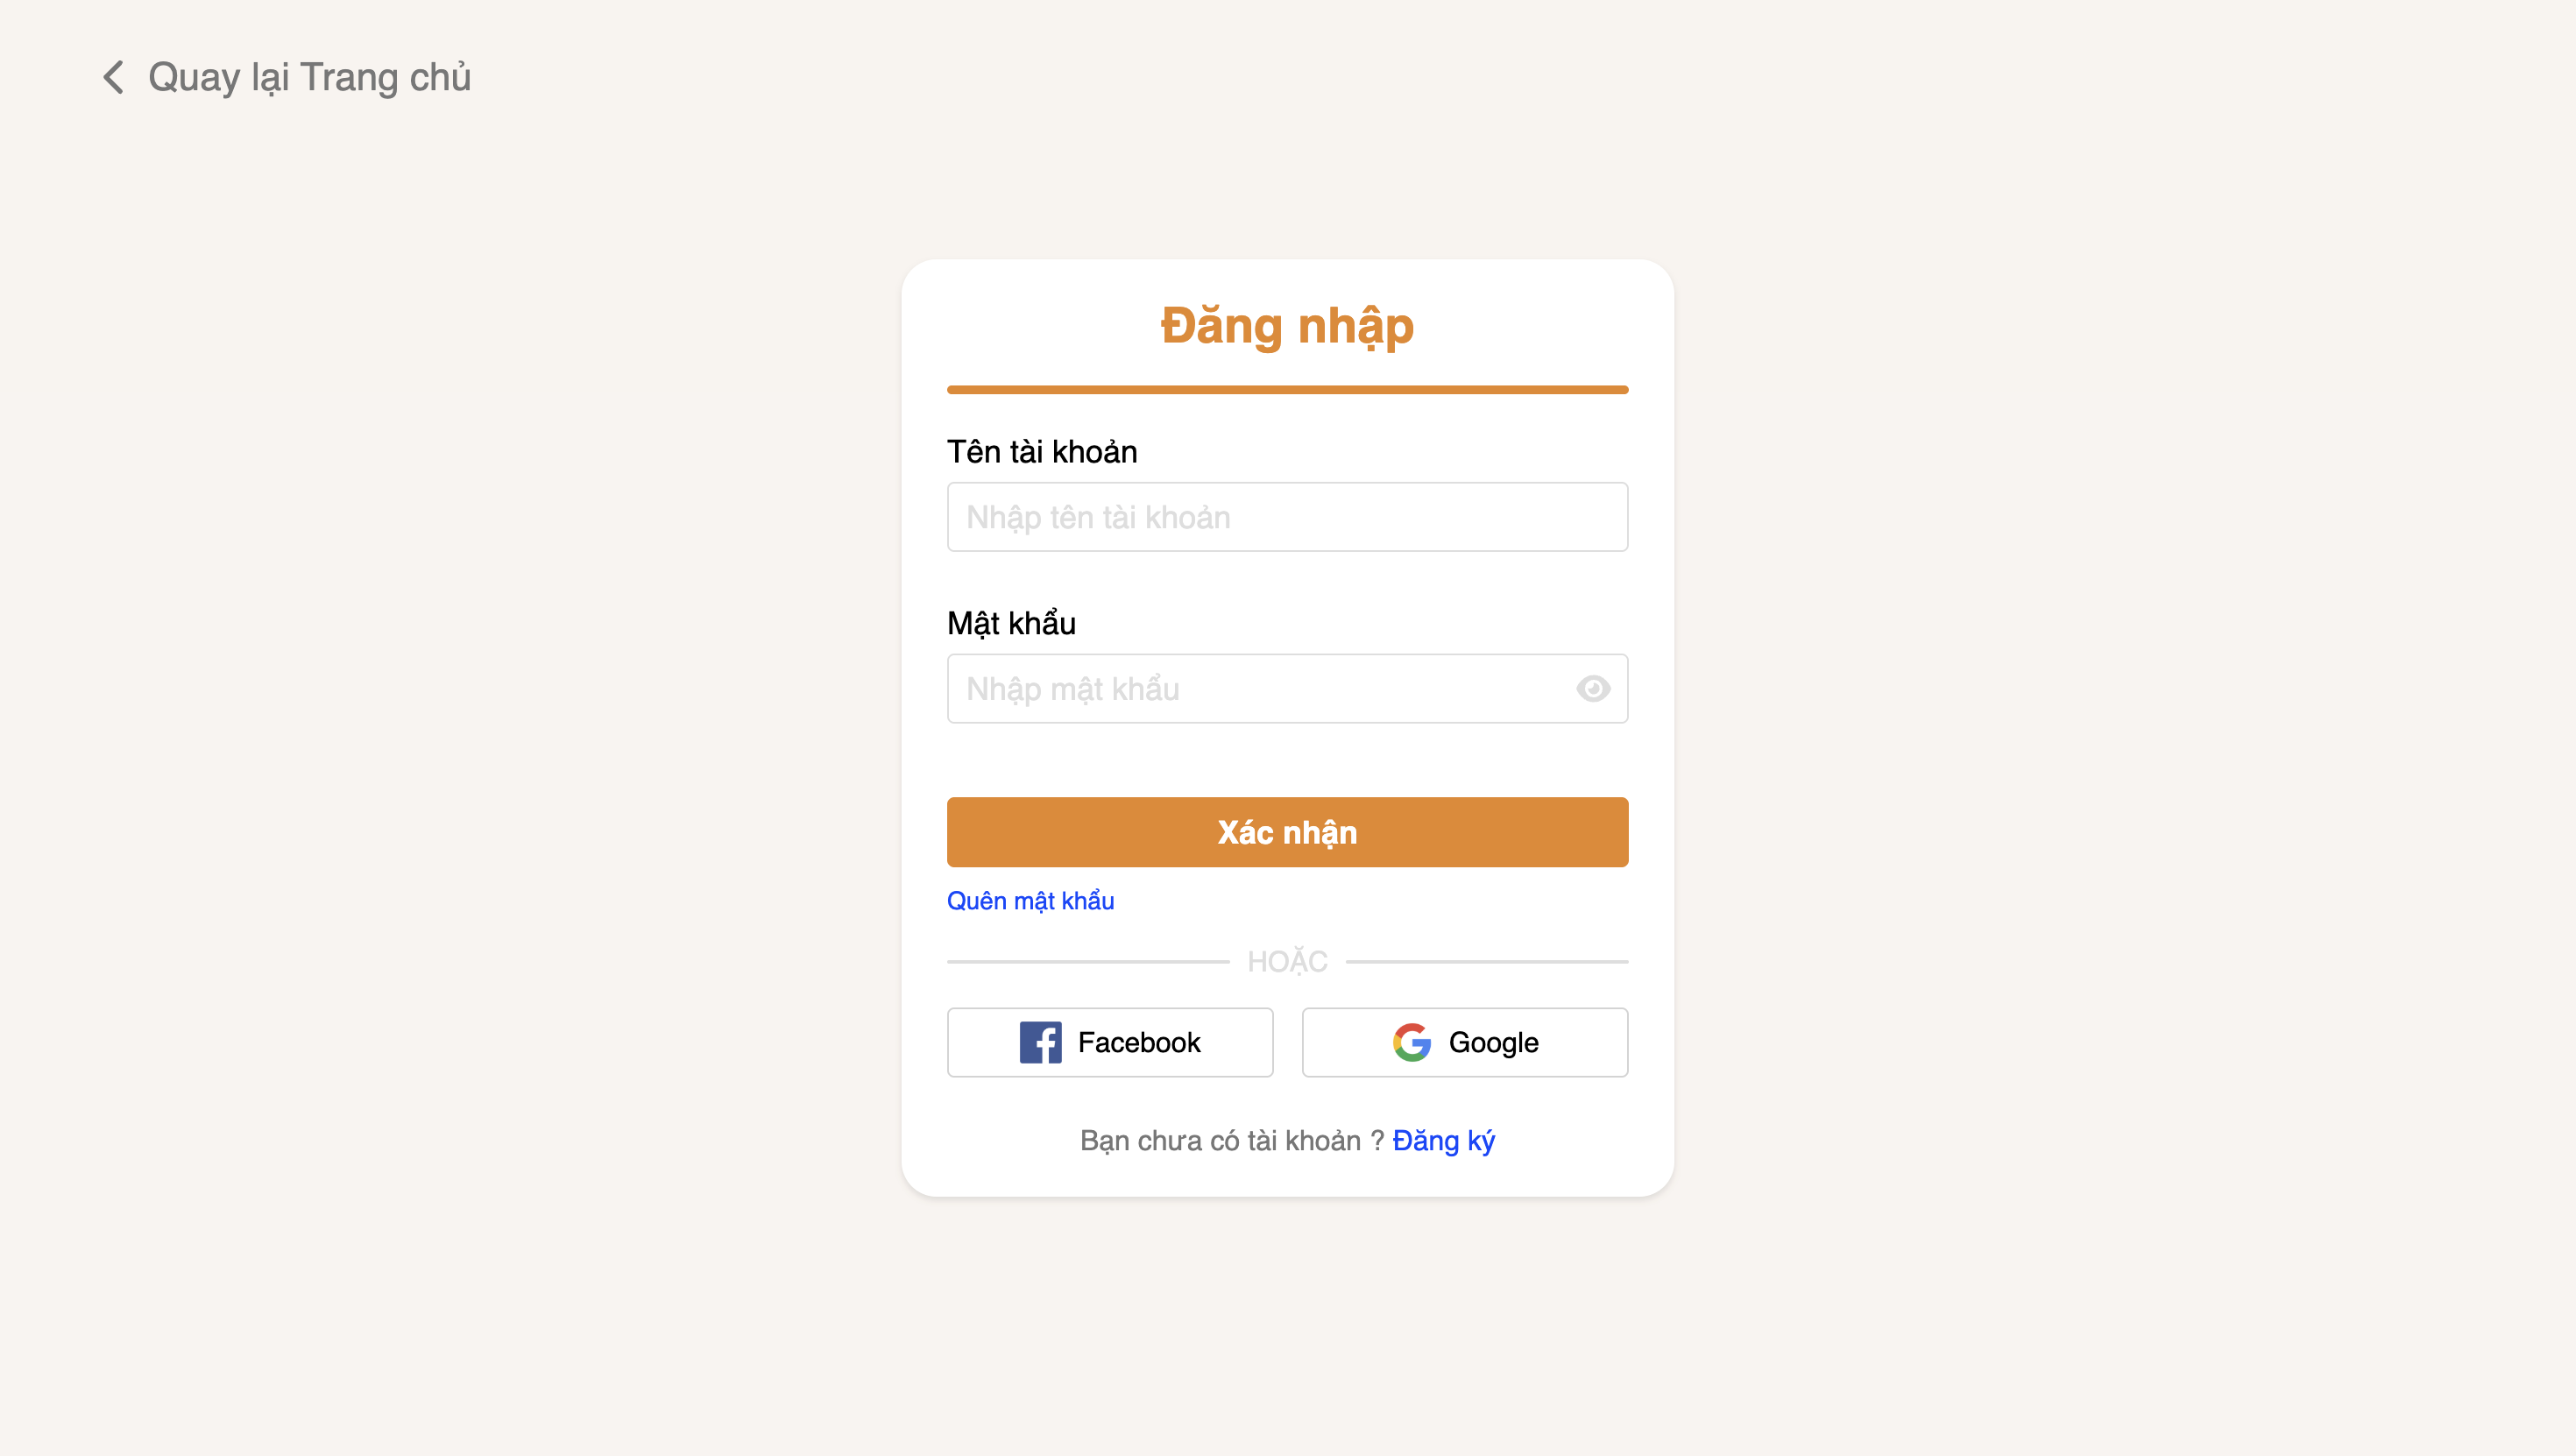 Quay lại Trang chủ
Đăng nhập
Tên tài khoản
Nhập tên tài khoản
Mật khẩu
Nhập mật khẩu
Xác nhận
Quên mật khẩu
HOẶC
Facebook
Google
Bạn chưa có tài khoản ? Đăng ký